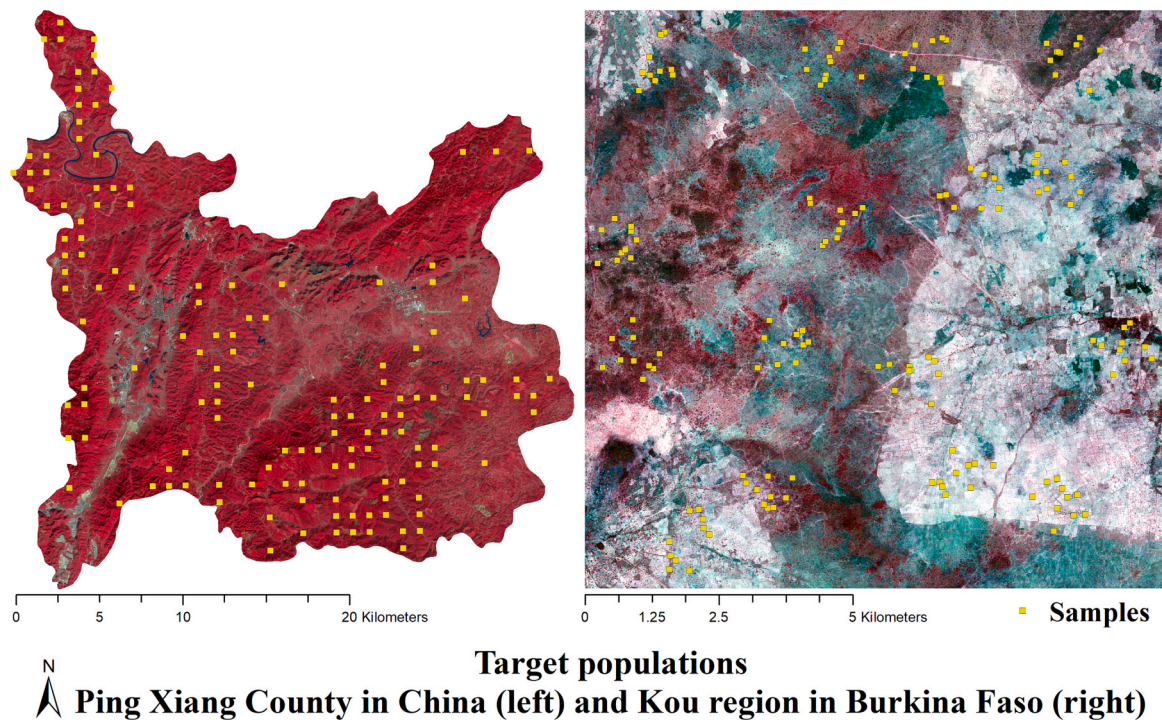 0 5 10 20 Kilometers
0 1.25 2.5 5 Kilometers
Samples
N
Target populations
Ping Xiang County in China (left) and Kou region in Burkina Faso (right)